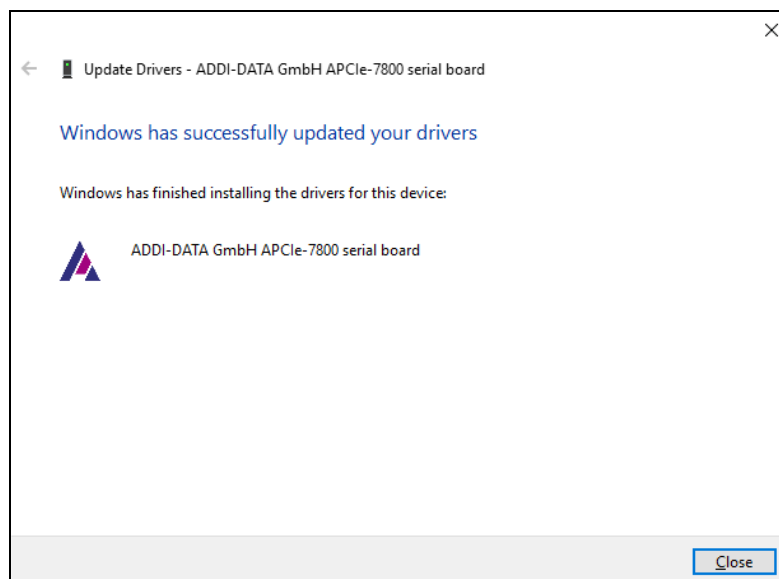 Update Drivers - ADDI-DATA GmbH APCIe-7800 serial board
Windows has successfully updated your drivers
Windows has finished installing the drivers for this device:
ADDI-DATA GmbH APCIe-7800 serial board
Close